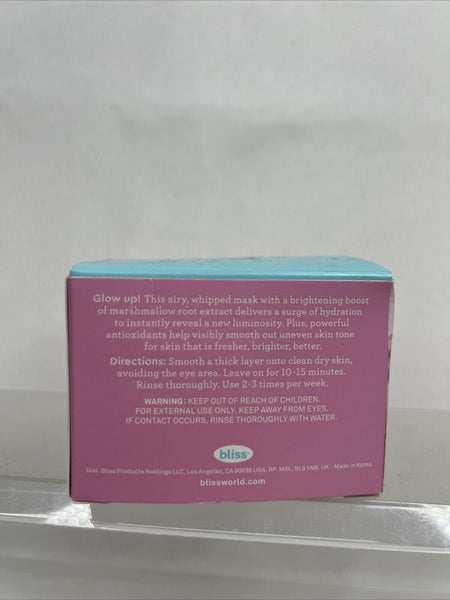 Glow up! This airy, whipped mask with a brightening boost
of marshmallow root extract delivers a surge of hydration
to instantly reveal a new luminosity. Plus, powerful
antioxidants help visibly smooth out uneven skin tone
for skin that is fresher, brighter, better.
Directions: Smooth a thick layer onto clean dry skin,
avoiding the eye area. Leave on for 10-15 minutes.
Rinse thoroughly. Use 2-3 times per week.
WARNING: KEEP OUT OF REACH OF CHILDREN.
FOR EXTERNAL USE ONLY. KEEP AWAY FROM EYES.
IF CONTACT OCCURS, RINSE THOROUGHLY WITH WATER.
bliss®
Dist. Bliss Products Holdings LLC, Los Angeles, CA 90036 USA, RP. MSL, BL9 5NB. UK - Made in Korea
blissworld.com